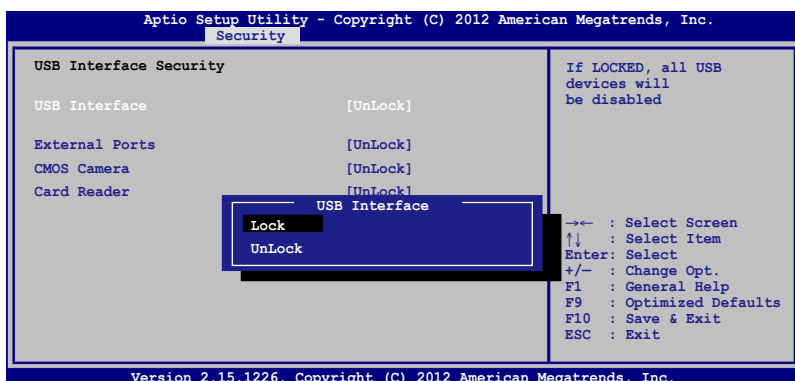 Aptio Setup Utility - Copyright (C) 2012 American Megatrends, Inc.
Security
USB Interface Security
USB Interface [UnLock]
External Ports [UnLock]
CMOS Camera [UnLock]
Card Reader [UnLock]
USB Interface
Lock
UnLock
If LOCKED, all USB
devices will
be disabled
→← : Select Screen
↑↓ : Select Item
Enter: Select
+/— : Change Opt.
F1 : General Help
F9 : Optimized Defaults
F10 : Save & Exit
ESC : Exit
Version 2.15.1226. Copyright (C) 2012 American Megatrends, Inc.